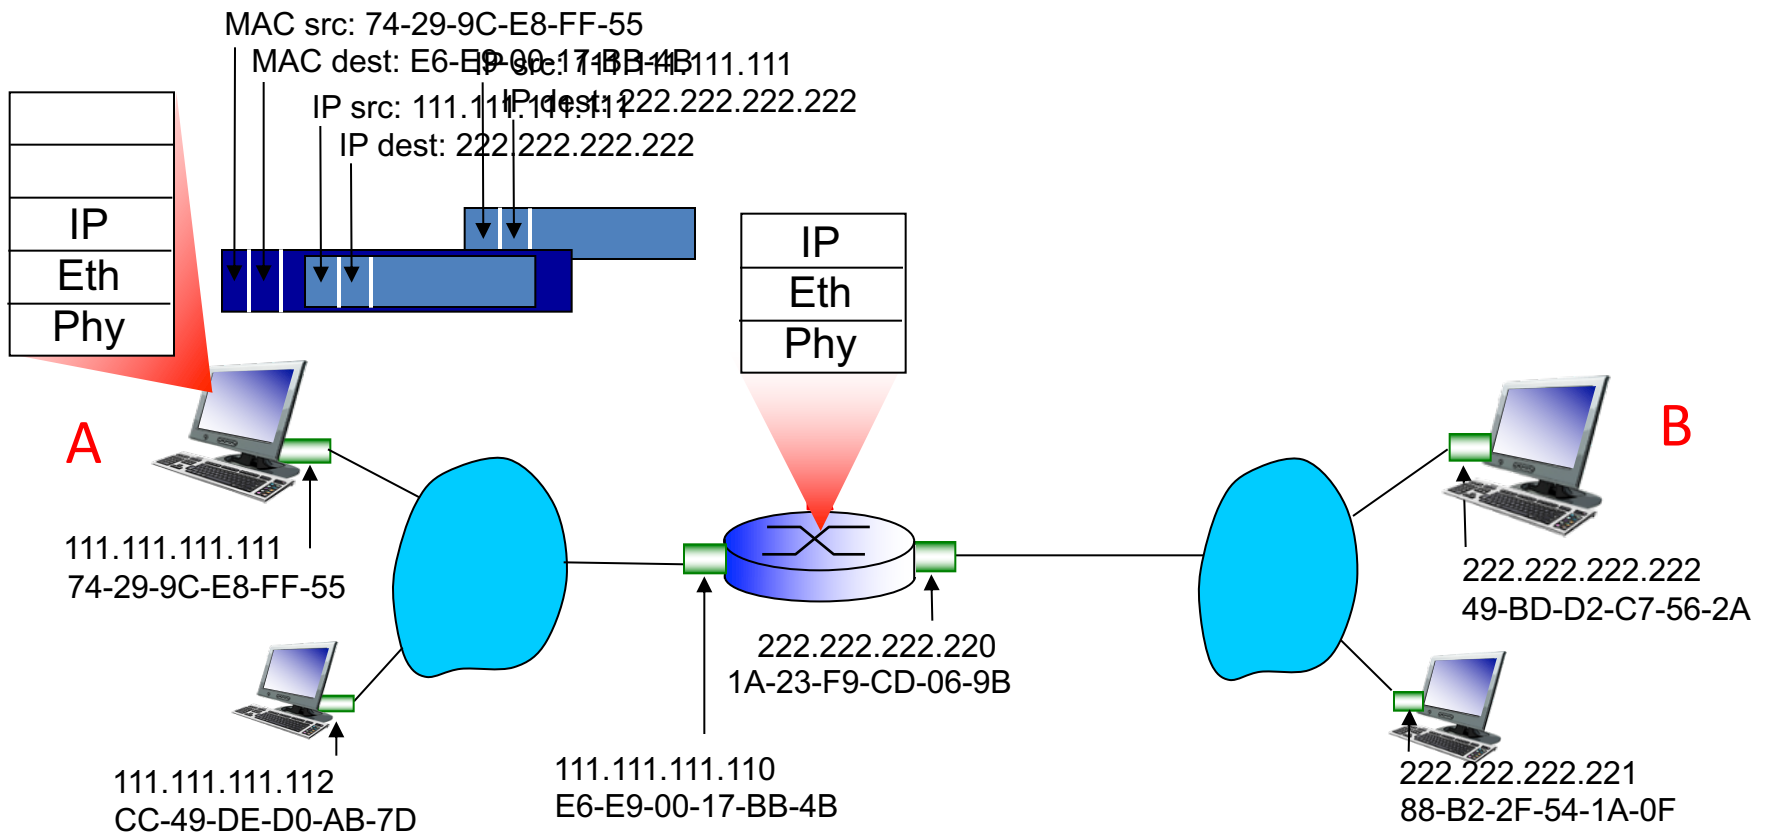 MAC src: 74-29-9C-E8-FF-55
MAC dest: E6-E9-00-17-BB-4B
IP src: 111.111.111.111
IP dest: 222.222.222.222
IP src: 111.111.111.111
IP dest: 222.222.222.222
IP
Eth
Phy
IP
Eth
Phy
A
B
111.111.111.111
74-29-9C-E8-FF-55
222.222.222.222
49-BD-D2-C7-56-2A
222.222.222.220
1A-23-F9-CD-06-9B
111.111.111.112
CC-49-DE-D0-AB-7D
111.111.111.110
E6-E9-00-17-BB-4B
222.222.222.221
88-B2-2F-54-1A-0F